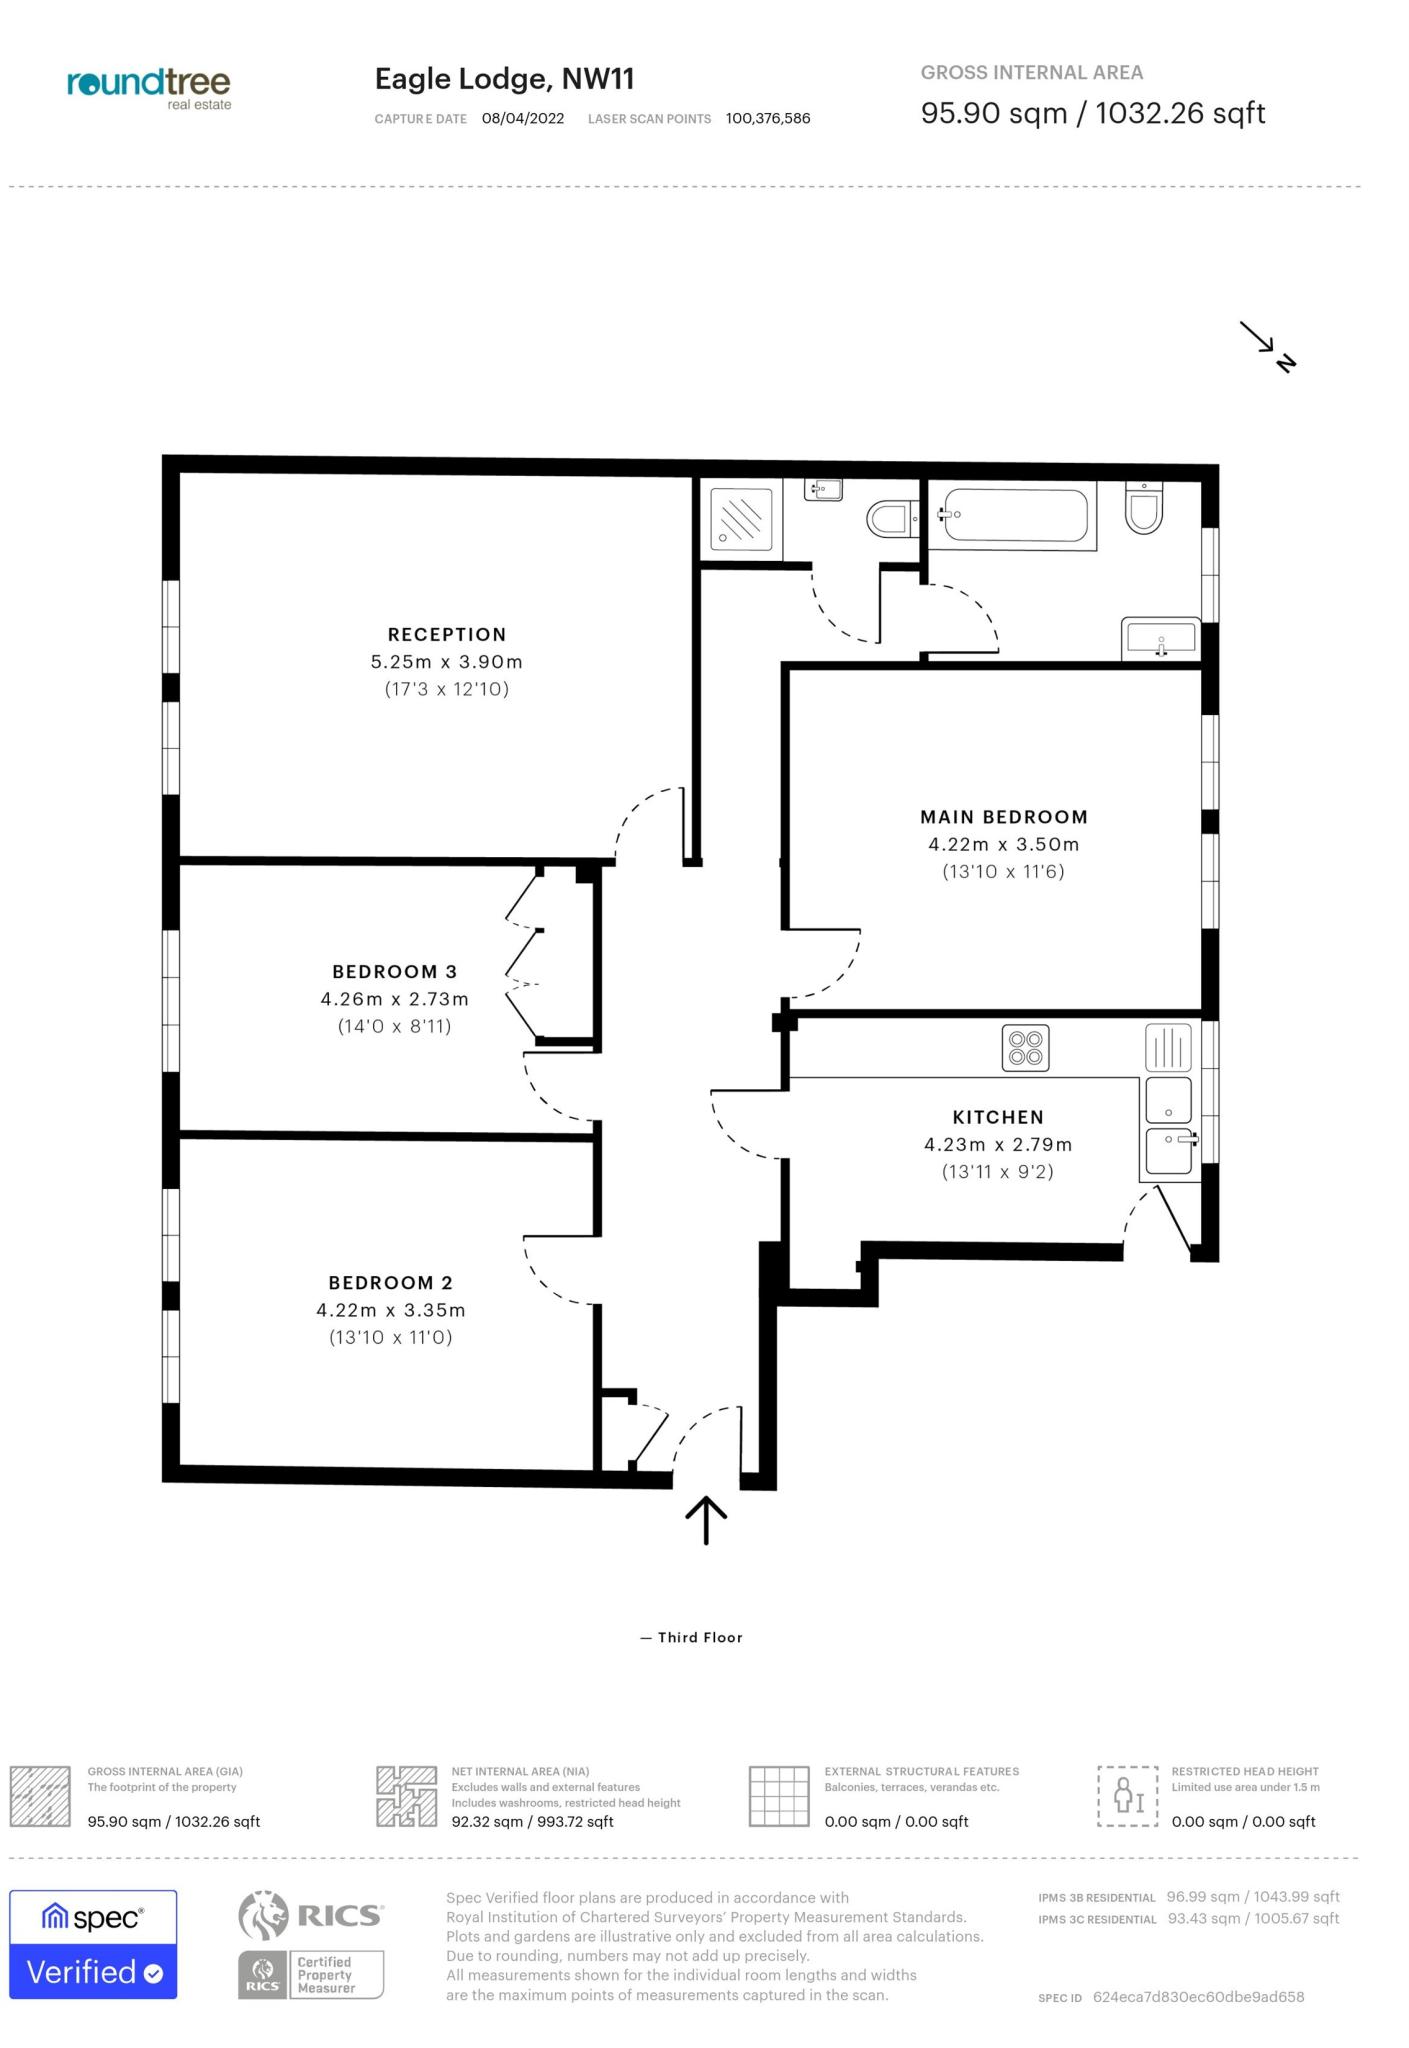 roundtree
real estate
Eagle Lodge, NW11
CAPTURE DATE 08/04/2022 LASER SCAN POINTS 100,376,586
GROSS INTERNAL AREA
95.90 sqm / 1032.26 sqft
N
RECEPTION
5.25m x 3.90m
(17'3 x 12'10)
MAIN BEDROOM
4.22m x 3.50m
(13'10 x 11'6)
BEDROOM 3
4.26m x 2.73m
(14'0 x 8'11)
KITCHEN
4.23m x 2.79m
(13'11 x 9'2)
BEDROOM 2
4.22m x 3.35m
(13'10 x 11'0)
— Third Floor
GROSS INTERNAL AREA (GIA)
The footprint of the property
95.90 sqm / 1032.26 sqft
NET INTERNAL AREA (NIA)
Excludes walls and external features
Includes washrooms, restricted head height
92.32 sqm / 993.72 sqft
EXTERNAL STRUCTURAL FEATURES
Balconies, terraces, verandas etc.
0.00 sqm / 0.00 sqft
RESTRICTED HEAD HEIGHT
Limited use area under 1.5 m
0.00 sqm / 0.00 sqft
spec®
Verified
RICS®
RICS
Certified
Property
Measurer
Spec Verified floor plans are produced in accordance with
Royal Institution of Chartered Surveyors’ Property Measurement Standards.
Plots and gardens are illustrative only and excluded from all area calculations.
Due to rounding, numbers may not add up precisely.
All measurements shown for the individual room lengths and widths
are the maximum points of measurements captured in the scan.
IPMS 3B RESIDENTIAL 96.99 sqm / 1043.99 sqft
IPMS 3C RESIDENTIAL 93.43 sqm / 1005.67 sqft
SPEC ID 624eca7d830ec60dbe9ad658